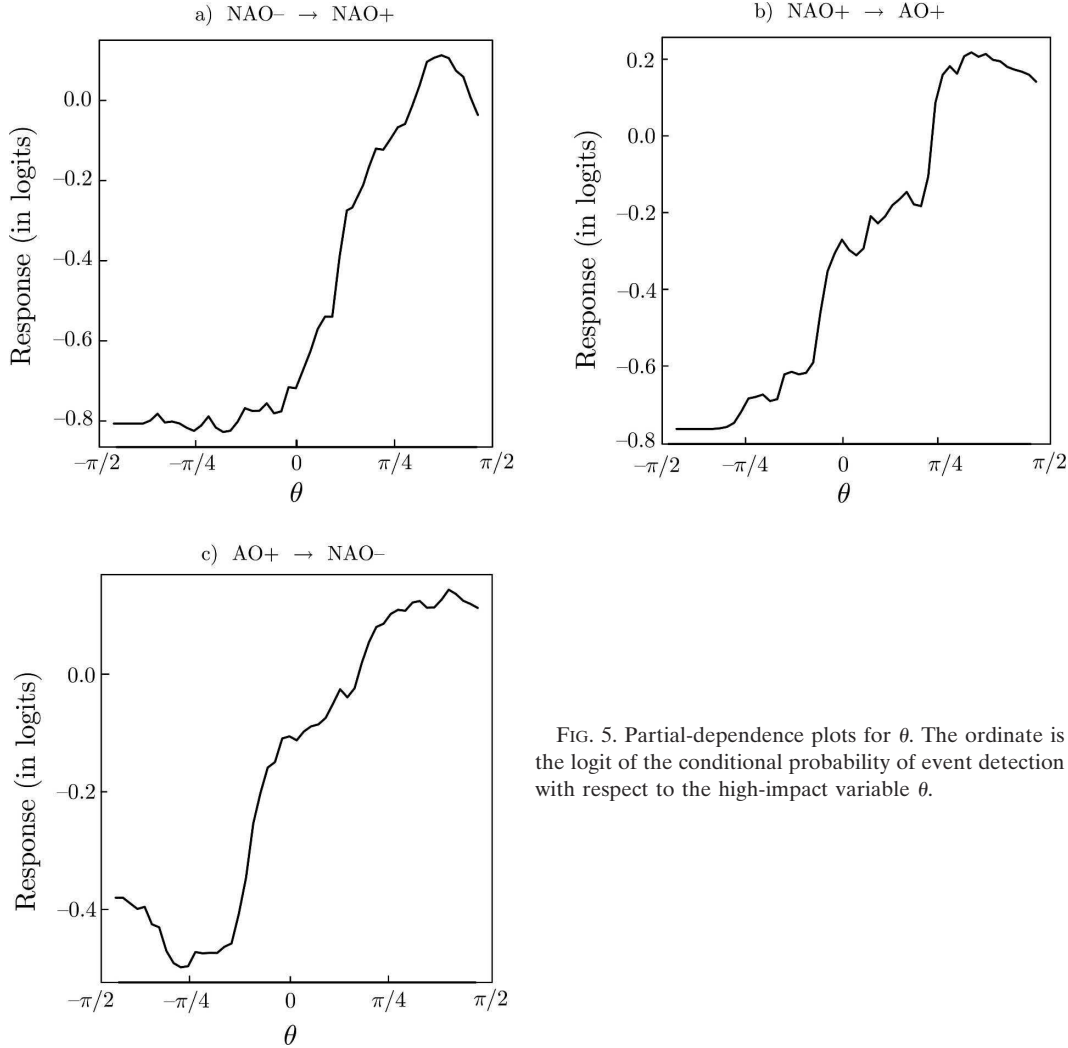 a) NAO– → NAO+
Response (in logits)
0.0
–0.2
–0.4
–0.6
–0.8
–π/2
–π/4
0
π/4
π/2
θ
b) NAO+ → AO+
Response (in logits)
0.2
0.0
–0.2
–0.4
–0.6
–0.8
–π/4
0
π/4
π/2
θ
c) AO+ → NAO–
Response (in logits)
0.0
–0.2
–0.4
–π/2
–π/4
0
π/4
π/2
θ
FIG. 5. Partial-dependence plots for θ. The ordinate is
the logit of the conditional probability of event detection
with respect to the high-impact variable θ.